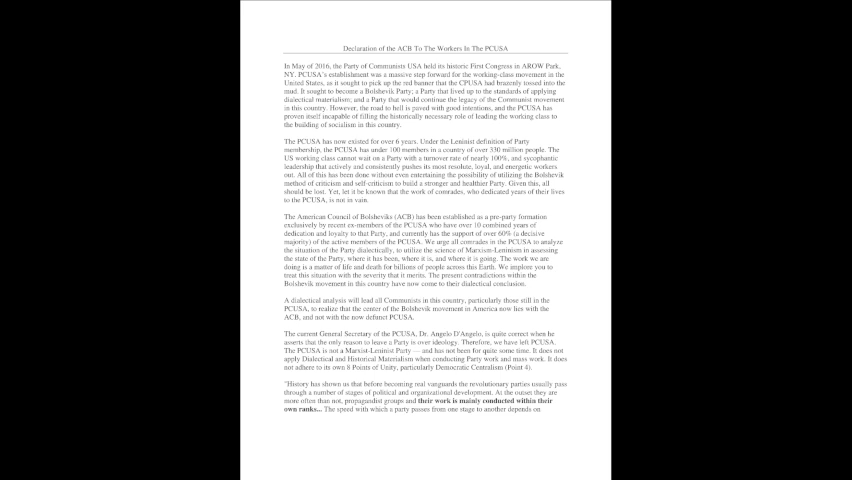 Declaration of the ACB To The Workers In The PCUSA
In May of 2016, the Party of Communists USA held its historic First Congress in AROW Park,
NY. PCUSA's establishment was a massive step forward for the working-class movement in the
United States, as it sought to pick up the red banner that the CPUSA had brazenly tossed into the
mud. It sought to become a Bolshevik Party; a Party that lived up to the standards of applying
dialectical materialism; and a Party that would continue the legacy of the Communist movement
in this country. However, the road to hell is paved with good intentions, and the PCUSA has
proven itself incapable of filling the historically necessary role of leading the working class to
the building of socialism in this country.
The PCUSA has now existed for over 6 years. Under the Leninist definition of Party
membership, the PCUSA has under 100 members in a country of over 330 million people. The
US working class cannot wait on a Party with a turnover rate of nearly 100%, and sycophantic
leadership that actively and consistently pushes its most resolute, loyal, and energetic workers
out. All of this has been done without even entertaining the possibility of utilizing the Bolshevik
method of criticism and self-criticism to build a stronger and healthier Party. Given this, all
should be lost. Yet, let it be known that the work of comrades, who dedicated years of their lives
to the PCUSA, is not in vain.
The American Council of Bolsheviks (ACB) has been established as a pre-party formation
exclusively by recent ex-members of the PCUSA who have over 10 combined years of
dedication and loyalty to that Party, and currently has the support of over 60% (a decisive
majority) of the active members of the PCUSA. We urge all comrades in the PCUSA to analyze
the situation of the Party dialectically, to utilize the science of Marxism-Leninism in assessing
the state of the Party, where it has been, where it is, and where it is going. The work we are
doing is a matter of life and death for billions of people across this Earth. We implore you to
treat this situation with the severity that it merits. The present contradictions within the
Bolshevik movement in this country have now come to their dialectical conclusion.
A dialectical analysis will lead all Communists in this country, particularly those still in the
PCUSA, to realize that the center of the Bolshevik movement in America now lies with the
ACB, and not with the now defunct PCUSA.
The current General Secretary of the PCUSA, Dr. Angelo D'Angelo, is quite correct when he
asserts that the only reason to leave a Party is over ideology. Therefore, we have left PCUSA.
The PCUSA is not a Marxist-Leninist Party — and has not been for quite some time. It does not
apply Dialectical and Historical Materialism when conducting Party work and mass work. It does
not adhere to its own 8 Points of Unity, particularly Democratic Centralism (Point 4).
"History has shown us that before becoming real vanguards the revolutionary parties usually pass
through a number of stages of political and organizational development. At the outset they are
more often than not, propagandist groups and their work is mainly conducted within their
own ranks... The speed with which a party passes from one stage to another depends on